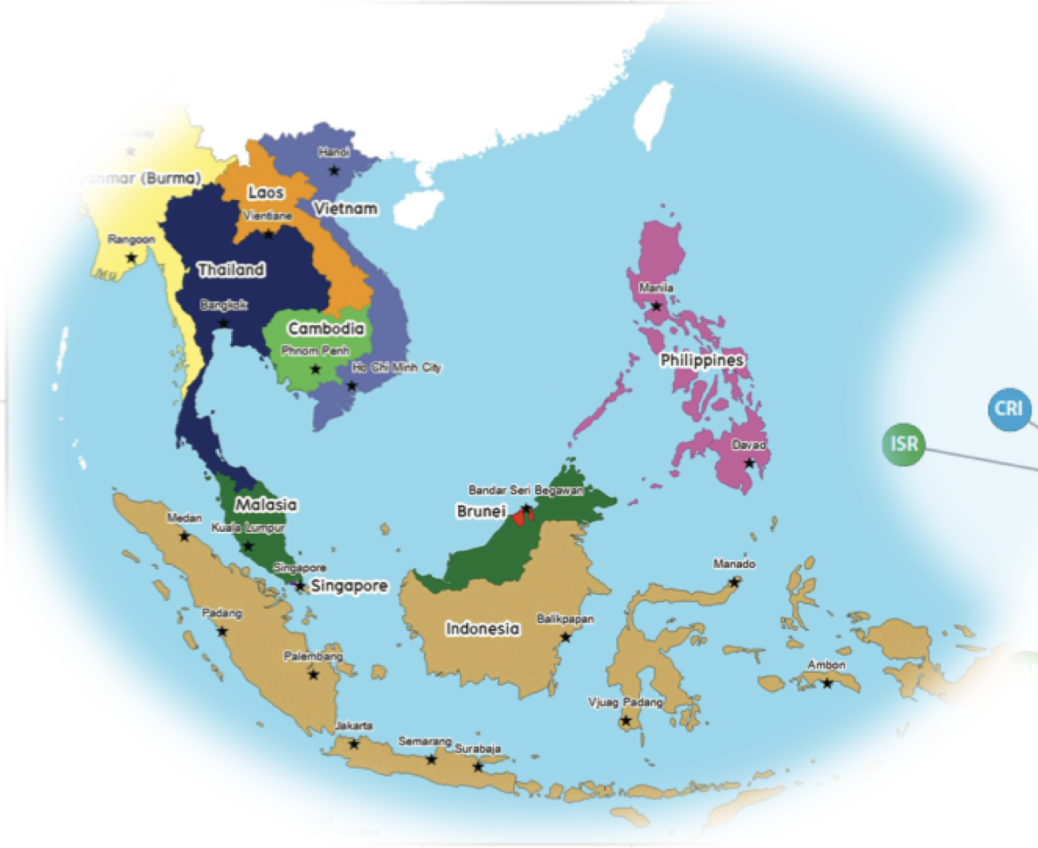 Hanoi
anmar (Burma)
Laos
Vietnam
Vientiane
Rangoon
Thailand
Manila
Bangkok
Cambodia
Phnom Penh
Ho Chi Minh City
Philippines
CRI
ISR
Davao
Bandar Seri Begawan
Brunei
Malasia
Medan
Kuala Lumpur
Singapore
Singapore
Manado
Padang
Indonesia
Balikpapan
Palembang
Ambon
Vjuag Padang
Jakarta
Semarang
Surabaja